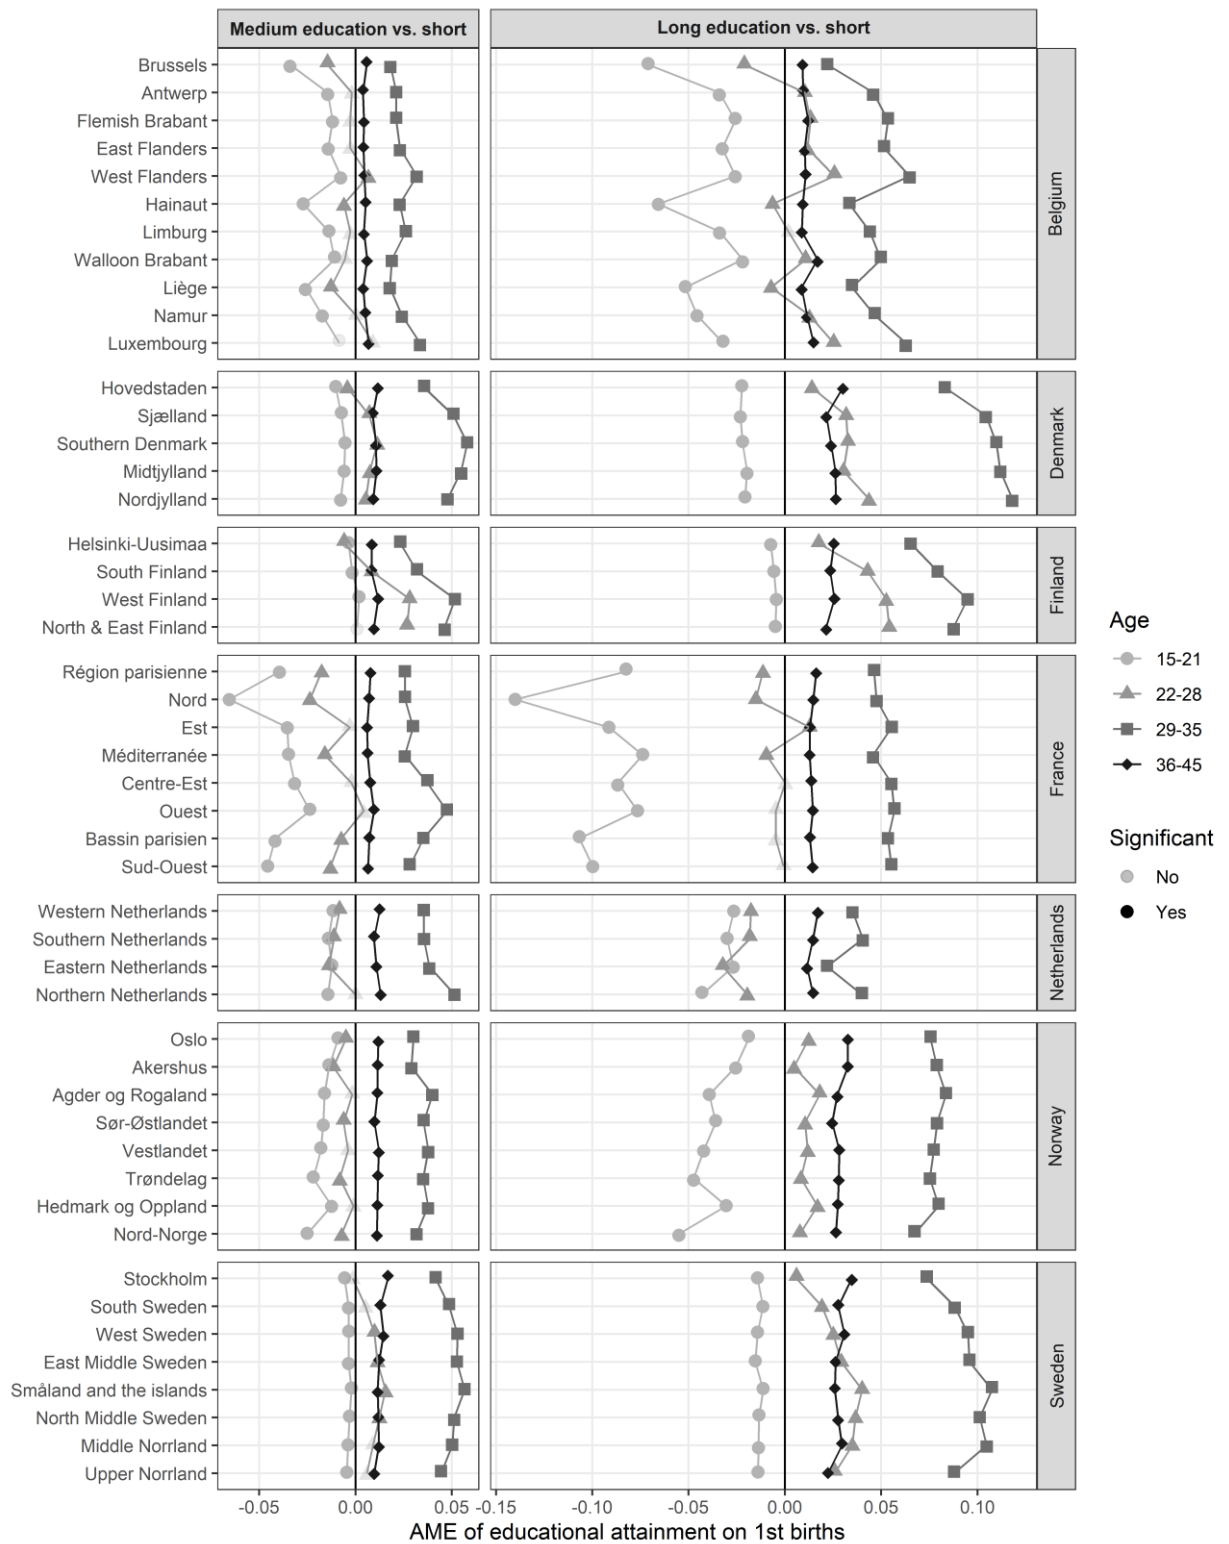 Medium education vs. short
Long education vs. short
Brussels
Antwerp
Flemish Brabant
East Flanders
West Flanders
Hainaut
Limburg
Walloon Brabant
Liège
Namur
Luxembourg
Belgium
Hovedstaden
Sjælland
Southern Denmark
Midtjylland
Nordjylland
Denmark
Helsinki-Uusimaa
South Finland
West Finland
North & East Finland
Finland
Région parisienne
Nord
Est
Méditerranée
Centre-Est
Ouest
Bassin parisien
Sud-Ouest
France
Western Netherlands
Southern Netherlands
Eastern Netherlands
Northern Netherlands
Netherlands
Oslo
Akershus
Agder og Rogaland
Sør-Østlandet
Vestlandet
Trøndelag
Hedmark og Oppland
Nord-Norge
Norway
Stockholm
South Sweden
West Sweden
East Middle Sweden
Småland and the islands
North Middle Sweden
Middle Norrland
Upper Norrland
Sweden
-0.05 0.00 0.05 -0.15 -0.10 -0.05 0.00 0.05 0.10
AME of educational attainment on 1st births
Age
15-21
22-28
29-35
36-45
Significant
No
Yes